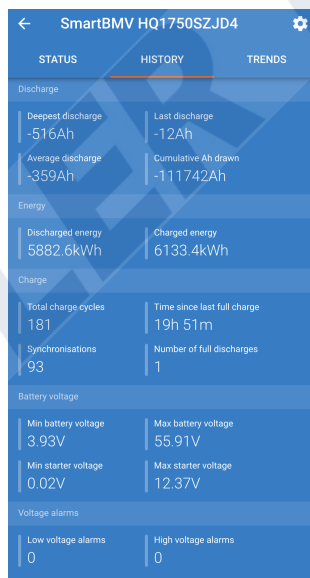 SmartBMV HQ1750SZJD4
STATUS HISTORY TRENDS
Discharge
Deepest discharge Last discharge
-516Ah -12Ah
Average discharge Cumulative Ah drawn
-359Ah -111742Ah
Energy
Discharged energy Charged energy
5882.6kWh 6133.4kWh
Charge
Total charge cycles Time since last full charge
181 19h 51m
Synchronisations Number of full discharges
93 1
Battery voltage
Min battery voltage Max battery voltage
3.93V 55.91V
Min starter voltage Max starter voltage
0.02V 12.37V
Voltage alarms
Low voltage alarms High voltage alarms
0 0